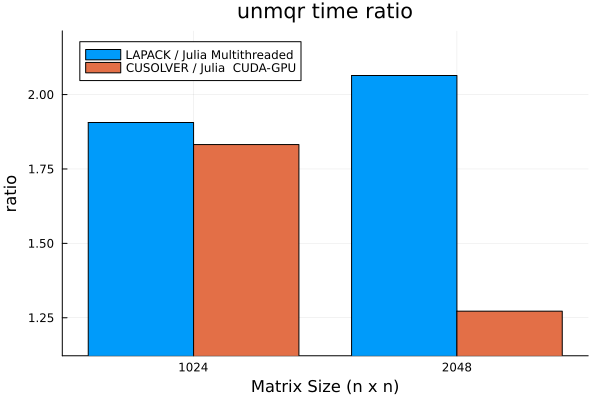 unmqr time ratio
LAPACK / Julia Multithreaded
CUSOLVER / Julia  CUDA-GPU
2.00
1.75
1.50
1.25
ratio
1024
2048
Matrix Size (n x n)